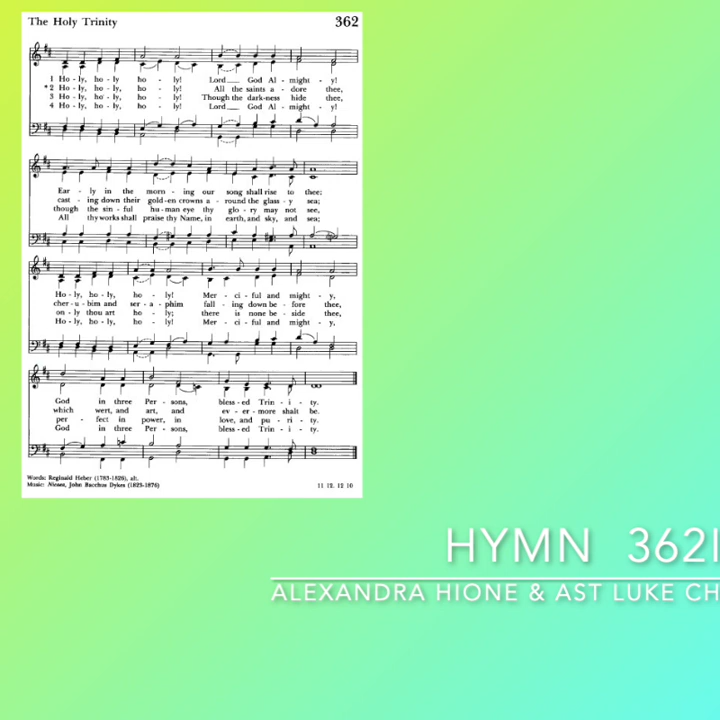 The Holy Trinity 362
1 Ho - ly, ho - ly ho - ly! Lord God Al - might - y!
*2 Ho - ly, ho - ly, ho - ly! All the saints a - dore thee,
3 Ho - ly, ho - ly, ho - ly! Though the dark-ness hide thee,
4 Ho - ly, ho - ly, ho - ly! Lord God Al - might - y!
Ear - ly in the morn - ing our song shall rise to thee:
cast - ing down their gold-en crowns a - round the glass - y sea;
though the sin - ful hu-man eye thy glo - ry may not see,
All thy works shall praise thy Name, in earth, and sky, and sea;
Ho - ly, ho - ly, ho - ly! Mer - ci - ful and might - y,
cher - u - bim and ser - a - phim fall - ing down be - fore thee,
on - ly thou art ho - ly; there is none be - side thee,
Ho - ly, ho - ly, ho - ly! Mer - ci - ful and might - y,
God in three Per - sons, bless - ed Trin - i - ty.
which wert, and art, and ev - er - more shalt be.
per - fect in power, in love, and pu - ri - ty.
God in three Per - sons, bless - ed Trin - i - ty.
Words: Reginald Heber (1783-1826), alt.
Music: Nicaea, John Bacchus Dykes (1823-1876) 11 12. 12 10
HYMN 362I
ALEXANDRA HIONE & AST LUKE CH